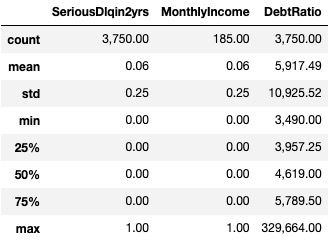 SeriousDlqin2yrs MonthlyIncome DebtRatio
count 3,750.00 185.00 3,750.00
mean 0.06 0.06 5,917.49
std 0.25 0.25 10,925.52
min 0.00 0.00 3,490.00
25% 0.00 0.00 3,957.25
50% 0.00 0.00 4,619.00
75% 0.00 0.00 5,789.50
max 1.00 1.00 329,664.00